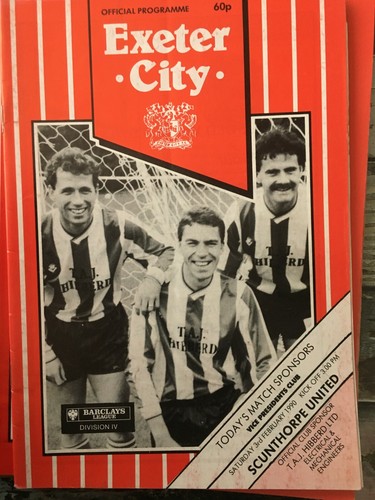 OFFICIAL PROGRAMME 60p
Exeter
· City ·
T.A.J.
HIBBERD
T.A.J.
HIBBERD
T.A.J.
HIBBERD
BARCLAYS
LEAGUE
DIVISION IV
TODAY'S MATCH SPONSORS
VICE PRESIDENTS CLUB
SATURDAY 3rd FEBRUARY 1990 KICK OFF 3.00 PM
SCUNTHORPE UNITED
OFFICIAL CLUB SPONSOR
T.A.J. HIBBERD LTD
ELECTRICAL &
MECHANICAL
ENGINEERS